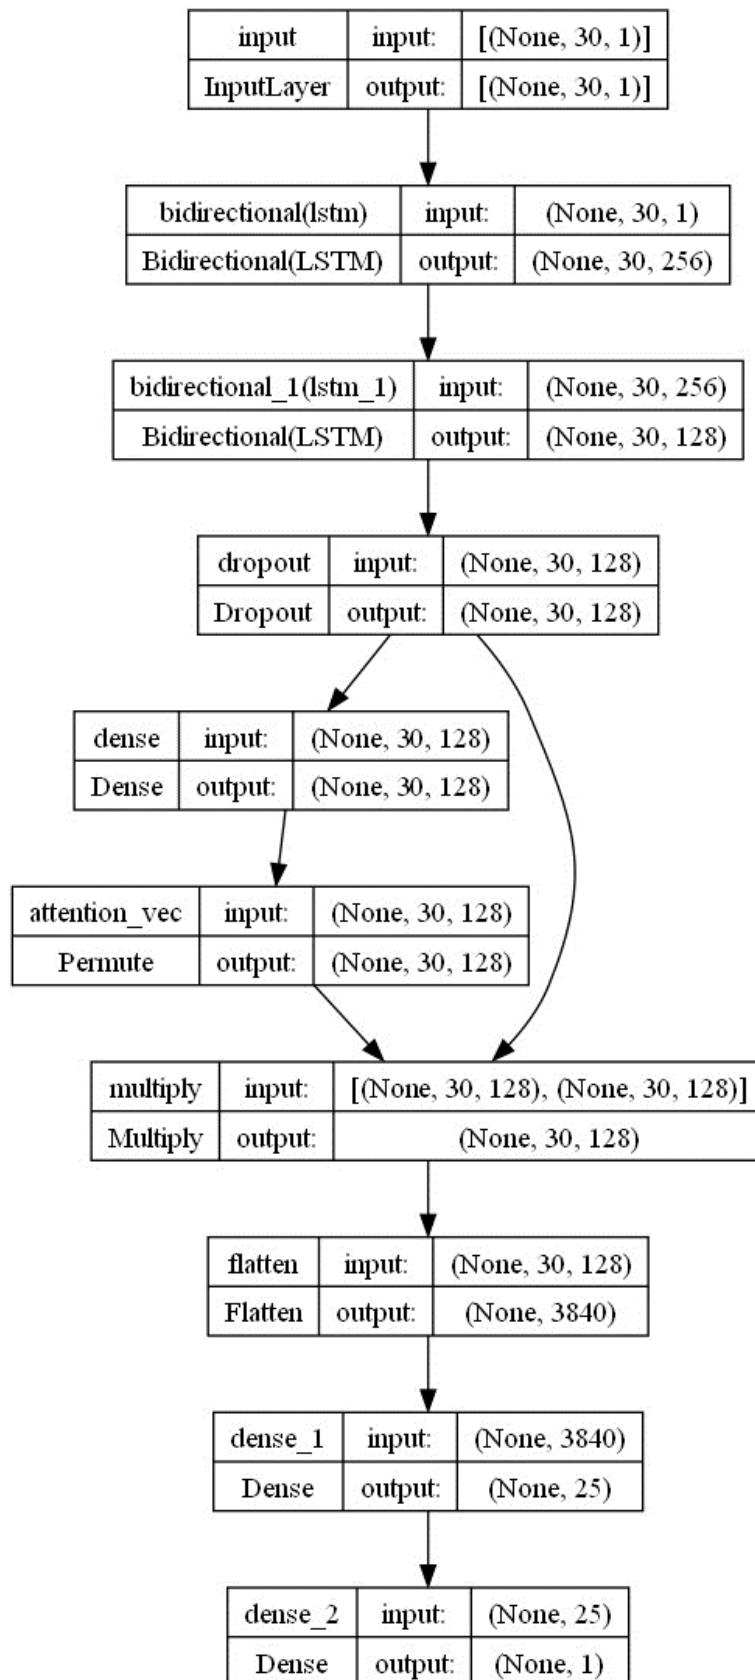 input input: [(None, 30, 1)]
InputLayer output: [(None, 30, 1)]
bidirectional(lstm) input: (None, 30, 1)
Bidirectional(LSTM) output: (None, 30, 256)
bidirectional_1(lstm_1) input: (None, 30, 256)
Bidirectional(LSTM) output: (None, 30, 128)
dropout input: (None, 30, 128)
Dropout output: (None, 30, 128)
dense input: (None, 30, 128)
Dense output: (None, 30, 128)
attention_vec input: (None, 30, 128)
Permute output: (None, 30, 128)
multiply input: [(None, 30, 128), (None, 30, 128)]
Multiply output: (None, 30, 128)
flatten input: (None, 30, 128)
Flatten output: (None, 3840)
dense_1 input: (None, 3840)
Dense output: (None, 25)
dense_2 input: (None, 25)
Dense output: (None, 1)